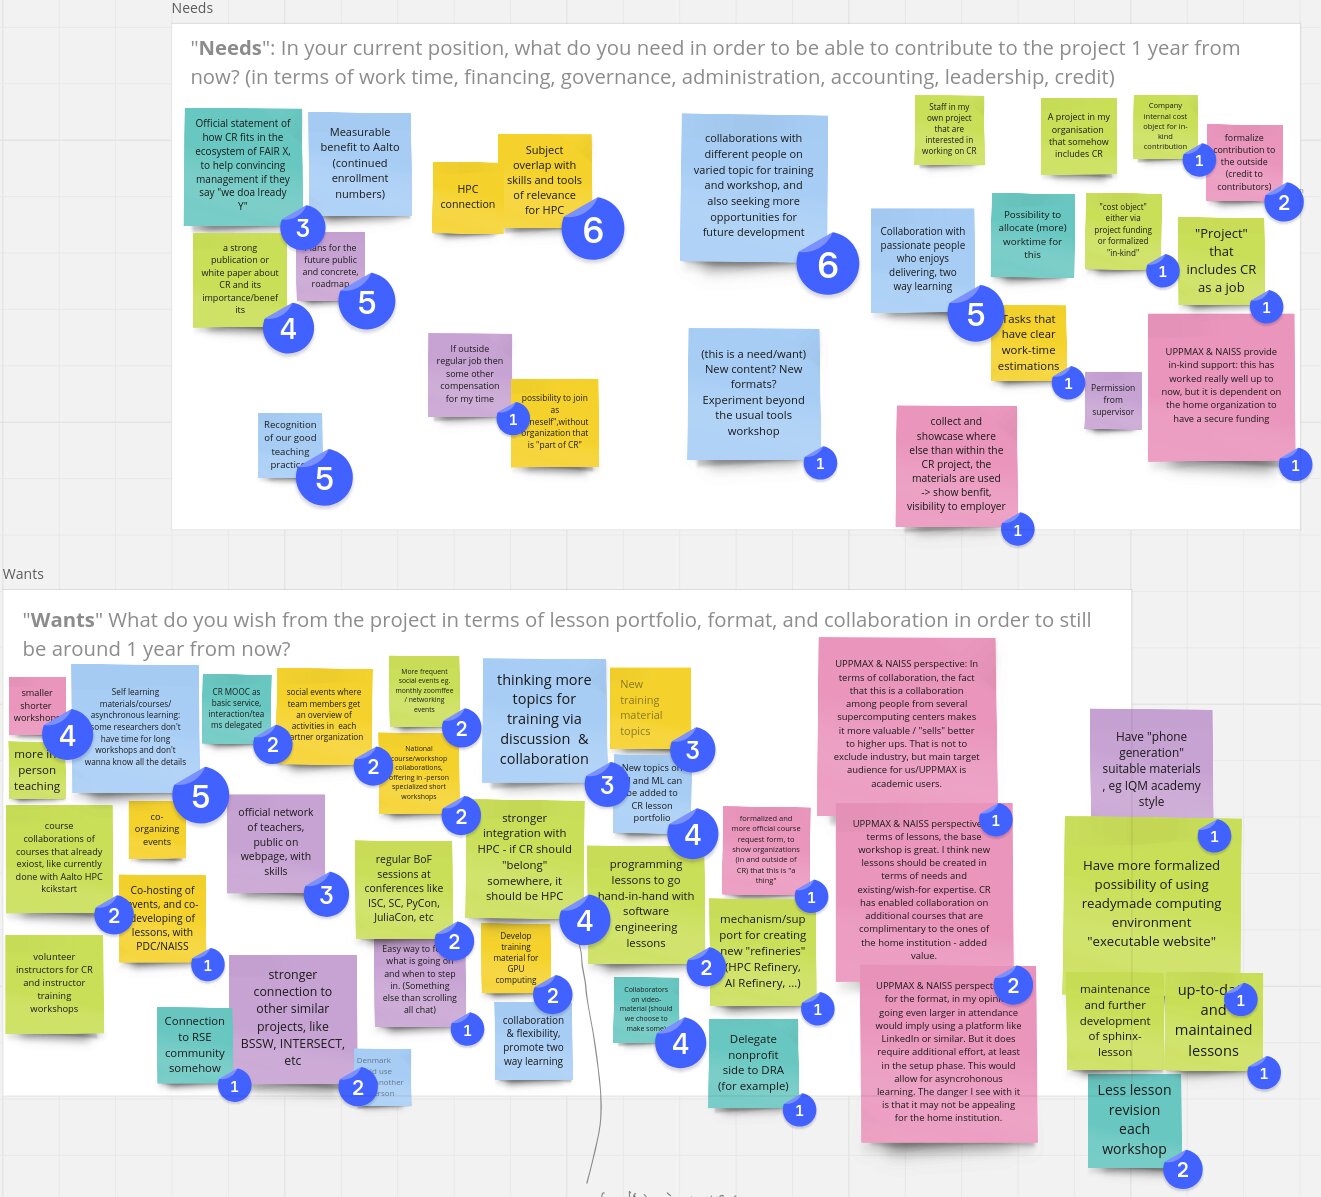 Needs
"Needs": In your current position, what do you need in order to be able to contribute to the project 1 year from
now? (in terms of work time, financing, governance, administration, accounting, leadership, credit)
Official statement of
how CR fits in the
ecosystem of FAIR X,
to help convincing
management if they
say "we doa lready
Y"
3
Measurable
benefit to Aalto
(continued
enrollment
numbers)
HPC
connection
Subject
overlap with
skills and tools
of relevance
for HPC
6
a strong
publication or
white paper about
CR and its
importance/benef
its
4
for the
future public
and concrete,
roadmap
5
If outside
regular job then
some other
compensation
for my time
1
possibility to join
as
without
organization that
is "part of CR"
Recognition
of our good
teaching
5
collaborations with
different people on
varied topic for training
and workshop, and
also seeking more
opportunities for
future development
6
(this is a need/want)
New content? New
formats?
Experiment beyond
the usual tools
workshop
1
Staff in my
own project
that are
interested in
working on CR
A project in my
organisation
that somehow
includes CR
Company
internal cost
object for in-
kind
contribution
1
formalize
contribution to
the outside
(credit to
contributors)
2
Collaboration with
passionate people
who enjoys
delivering, two
way learning
5
Possibility to
allocate (more)
worktime for
this
"cost object"
either via
project funding
or formalized
"in-kind"
1
"Project"
that
includes CR
as a job
1
Tasks that
have clear
work-time
estimations
1
Permission
from
supervisor
UPPMAX & NAISS provide
in-kind support: this has
worked really well up to
now, but it is dependent on
the home organization to
have a secure funding
1
collect and
showcase where
else than within the
CR project, the
materials are used
-> show benfit,
visibility to employer
1
Wants
"Wants" What do you wish from the project in terms of lesson portfolio, format, and collaboration in order to still
be around 1 year from now?
smaller
shorter
workshops
4
more in
person
teaching
Self learning
materials/courses/
asynchronous learning:
some researchers don't
have time for long
workshops and don't
wanna know all the details
5
CR MOOC as
basic service,
interaction/tea
ms delegated
2
social events where
team members get
an overview of
activities in each
partner organization
2
More frequent
social events eg.
monthly zoomffee
/ networking
events
2
National
course/workshop
collaborations,
offering in -person
specialized short
workshops
2
thinking more
topics for
training via
discussion &
collaboration
3
New
training
material
topics
3
New topics on
and ML can
be added to
CR lesson
portfolio
4
course
collaborations of
courses that already
exiost, like currently
done with Aalto HPC
kcikstart
2
co-
organizing
events
Co-hosting of
events, and co-
developing of
lessons, with
PDC/NAISS
1
official network
of teachers,
public on
webpage, with
skills
3
regular BoF
sessions at
conferences like
ISC, SC, PyCon,
JuliaCon, etc
2
stronger
integration with
HPC - if CR should
"belong"
somewhere, it
should be HPC
4
programming
lessons to go
hand-in-hand with
software
engineering
lessons
2
formalized and
more official course
request form, to
show organizations
(in and outside of
CR) that this is "a
thing"
1
mechanism/sup
port for creating
new "refineries"
(HPC Refinery,
AI Refinery, ...)
1
volunteer
instructors for CR
and instructor
training
workshops
Connection
to RSE
community
somehow
1
stronger
connection to
other similar
projects, like
BSSW, INTERSECT,
etc
2
Denmark
use
another
Easy way to
what is going on
and when to step
in. (Something
else than scrolling
all chat)
1
Develop
training
material for
GPU
computing
2
collaboration
& flexibility,
promote two
way learning
Collaborators
on video-
material (should
we choose to
make some)
4
Delegate
nonprofit
side to DRA
(for example)
1
UPPMAX & NAISS perspective: In
terms of collaboration, the fact
that this is a collaboration
among people from several
supercomputing centers makes
it more valuable / "sells" better
to higher ups. That is not to
exclude industry, but main target
audience for us/UPPMAX is
academic users.
1
UPPMAX & NAISS perspective
terms of lessons, the base
workshop is great. I think new
lessons should be created in
terms of needs and
existing/wish-for expertise. CR
has enabled collaboration on
additional courses that are
complimentary to the ones of
the home institution - added
value.
2
UPPMAX & NAISS
for the format, in my opinion
going even larger in attendance
would imply using a platform like
LinkedIn or similar. But it does
require additional effort, at least
in the setup phase. This would
allow for asyncrohonous
learning. The danger I see with it
is that it may not be appealing
for the home institution.
Have "phone
generation"
suitable materials
, eg IQM academy
style
1
Have more formalized
possibility of using
readymade computing
environment
"executable website"
1
maintenance
and further
development
of sphinx-
lesson
up-to-date
and
maintained
lessons
1
Less lesson
revision
each
workshop
2